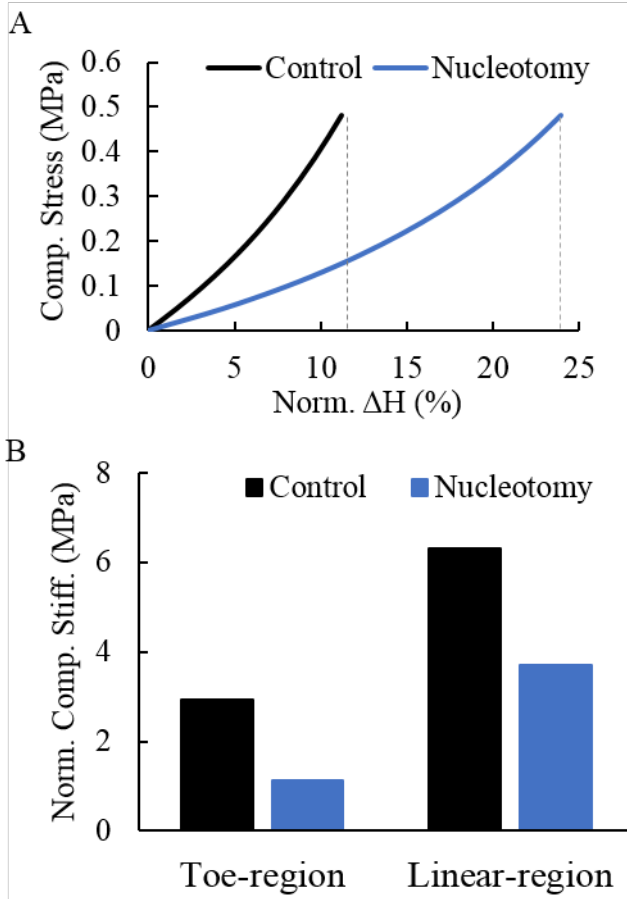 A
Comp. Stress (MPa)
0.6
0.5
0.4
0.3
0.2
0.1
0
Control
Nucleotomy
0 5 10 15 20 25
Norm. ΔH (%)
B
Norm. Comp. Stiff. (MPa)
8
6
4
2
0
Control
Nucleotomy
Toe-region Linear-region